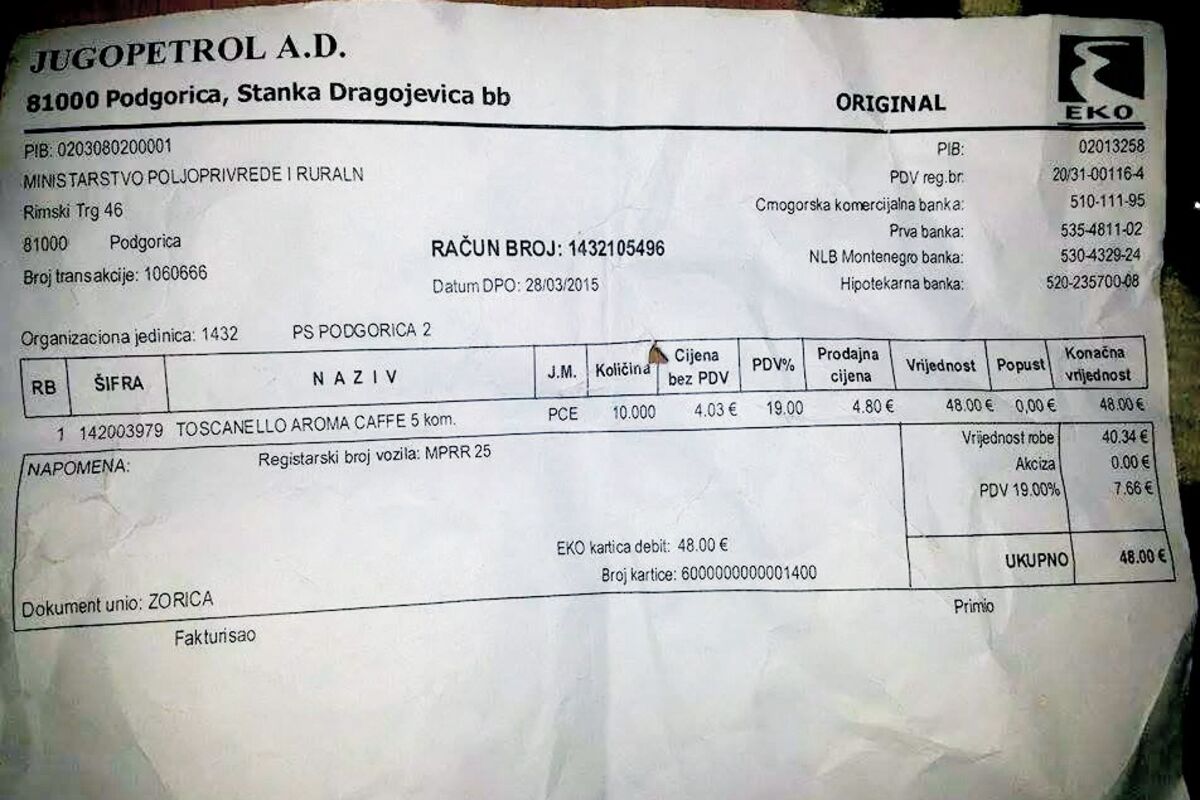 JUGOPETROL A.D.
81000 Podgorica, Stanka Dragojevica bb
ORIGINAL
EKO
PIB: 0203080200001
MINISTARSTVO POLJOPRIVREDE I RURALN
Rimski Trg 46
81000 Podgorica
Broj transakcije: 1060666
RAČUN BROJ: 1432105496
Datum DPO: 28/03/2015
PIB: 02013258
PDV reg.br: 20/31-00116-4
Crnogorska komercijalna banka: 510-111-95
Prva banka: 535-4811-02
NLB Montenegro banka: 530-4329-24
Hipotekarna banka: 520-235700-08
Organizaciona jedinica: 1432 PS PODGORICA 2
RB ŠIFRA NAZIV J.M. Količina Cijena bez PDV PDV% Prodajna cijena Vrijednost Popust Konačna vrijednost
1 142003979 TOSCANELLO AROMA CAFFE 5 kom. PCE 10.000 4.03 € 19.00 4.80 € 48.00 € 0,00 € 48.00 €
NAPOMENA: Registarski broj vozila: MPRR 25
Vrijednost robe 40.34 €
Akciza 0.00 €
PDV 19.00% 7.66 €
EKO kartica debit: 48.00 €
Broj kartice: 6000000000001400
UKUPNO 48.00 €
Dokument unio: ZORICA
Fakturisao
Primio